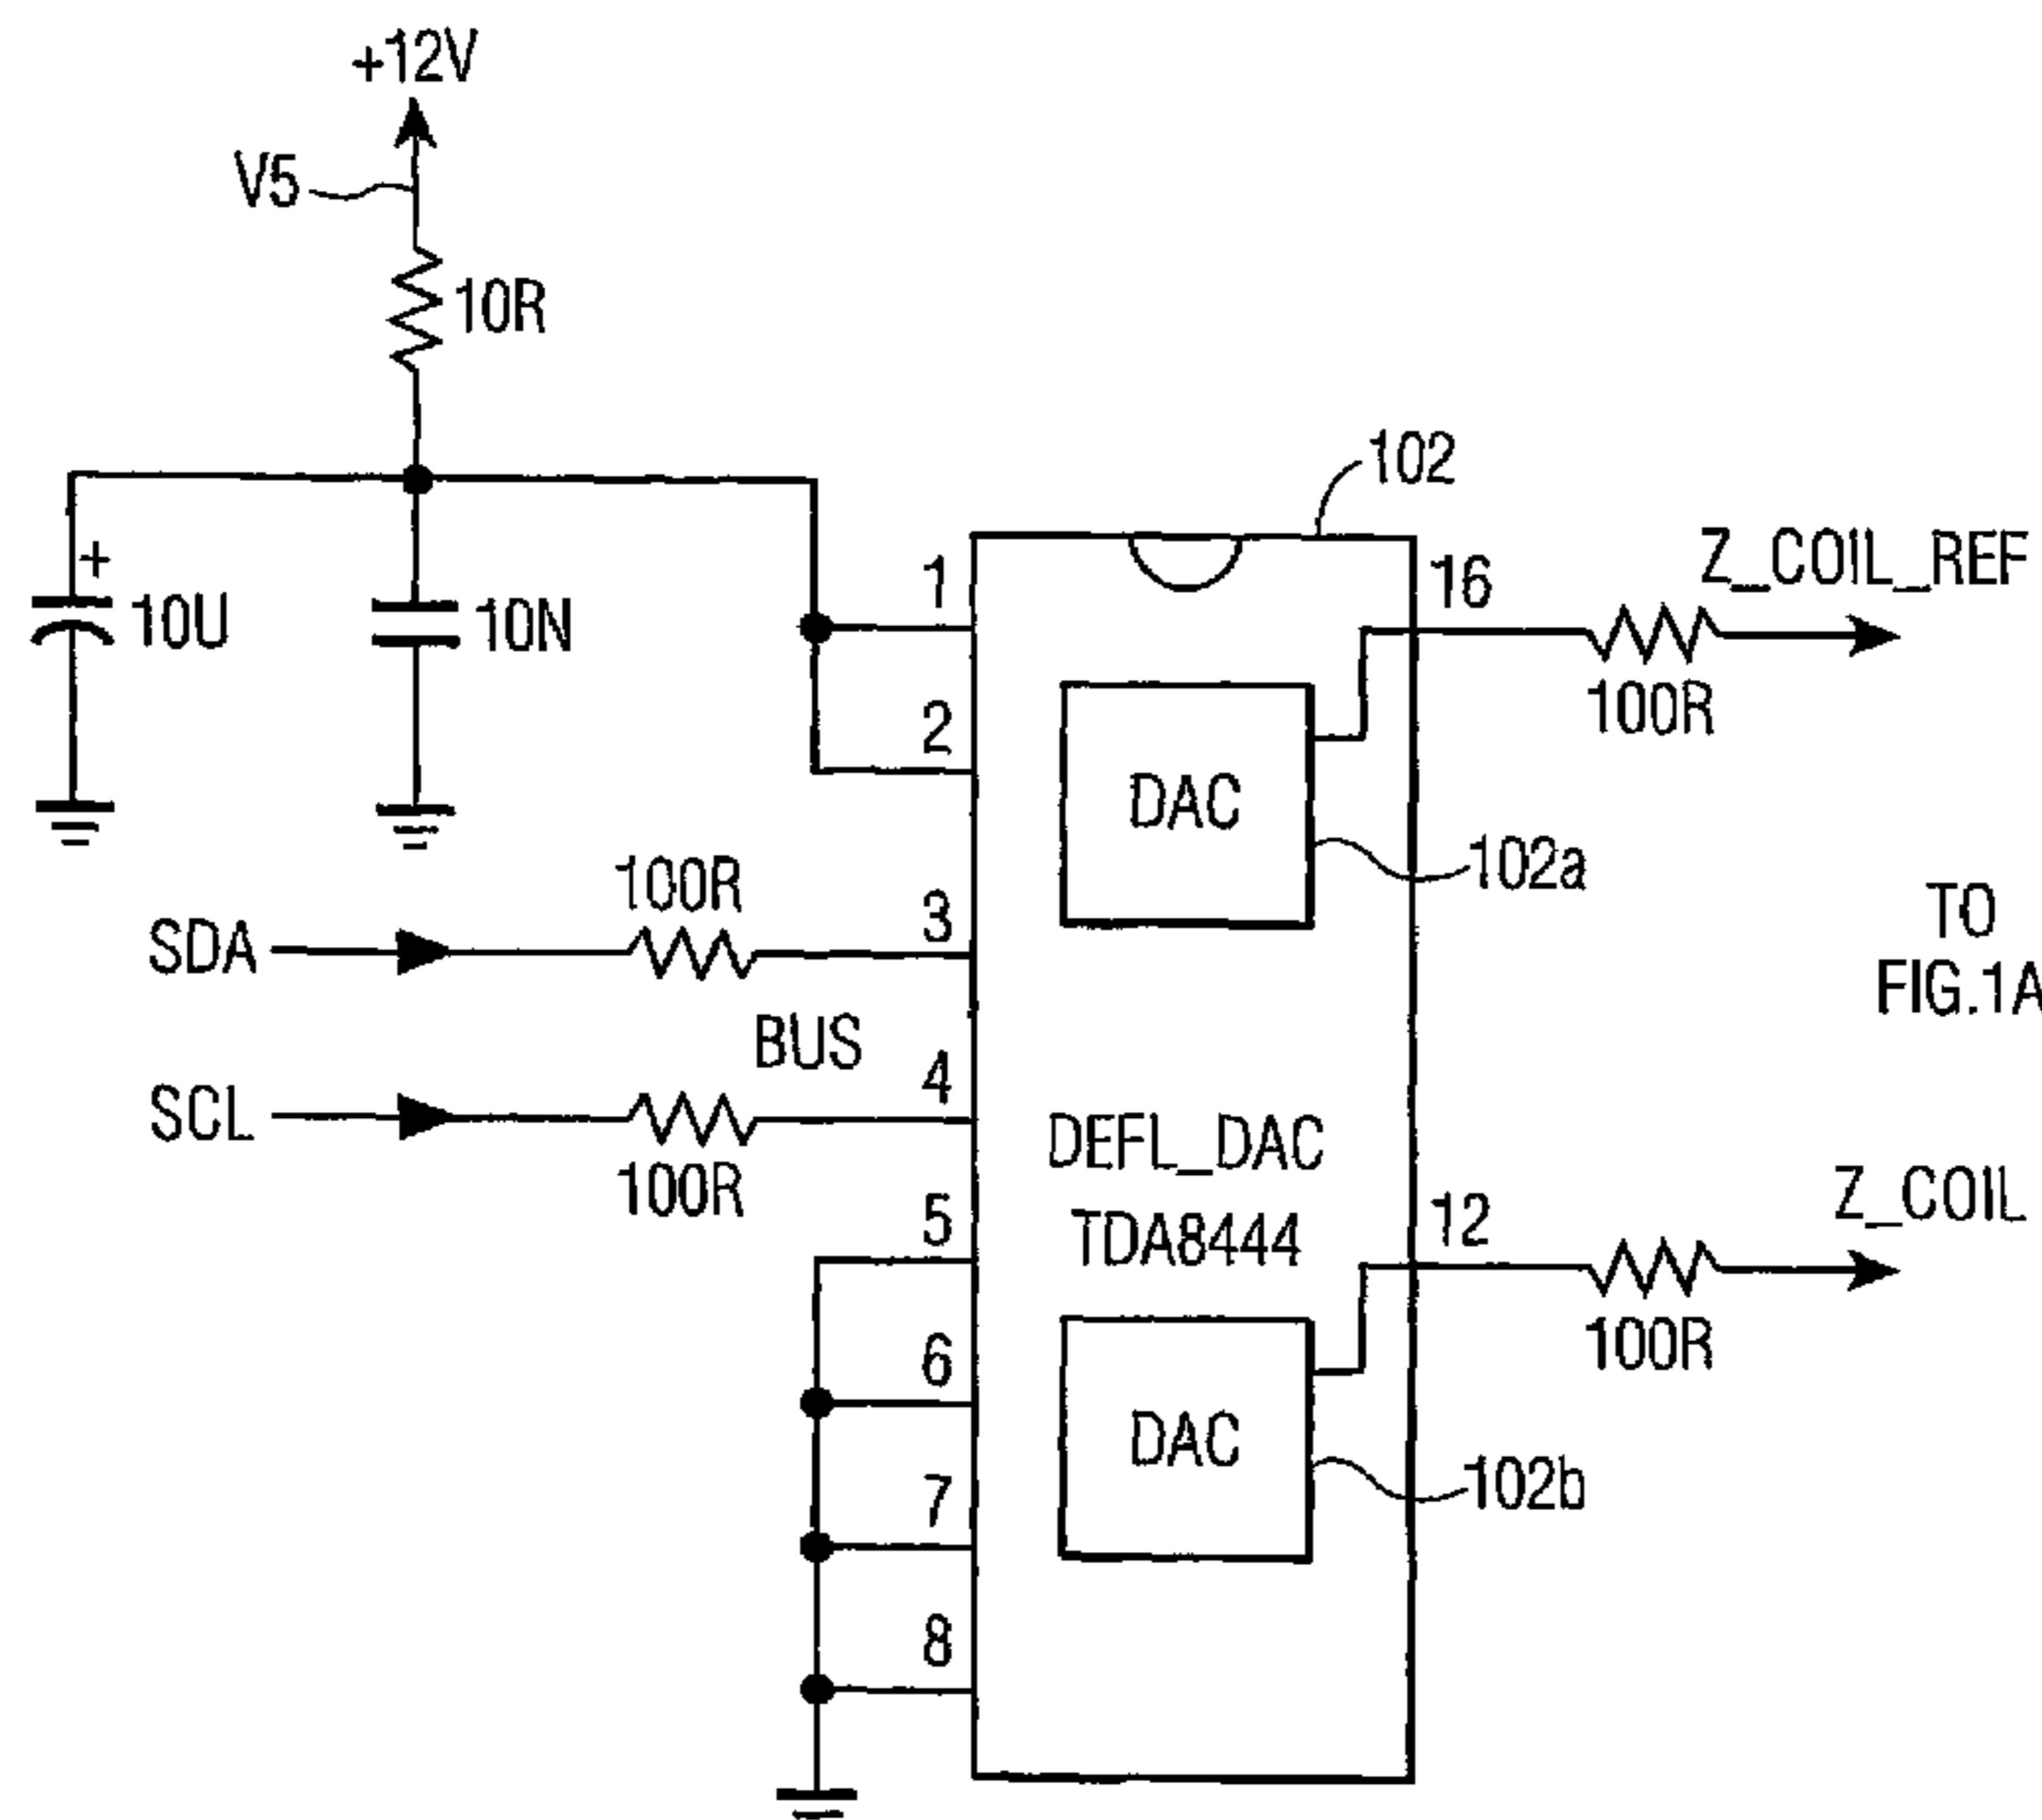 +12V
V5
10R
102
+
10U
10N
1
16
Z_COIL_REF
2
100R
DAC
102a
100R
3
SDA
TO
FIG.1A
BUS
4
SCL
100R
DEFL_DAC
TDA8444
5
12
Z_COIL
100R
6
DAC
102b
7
8